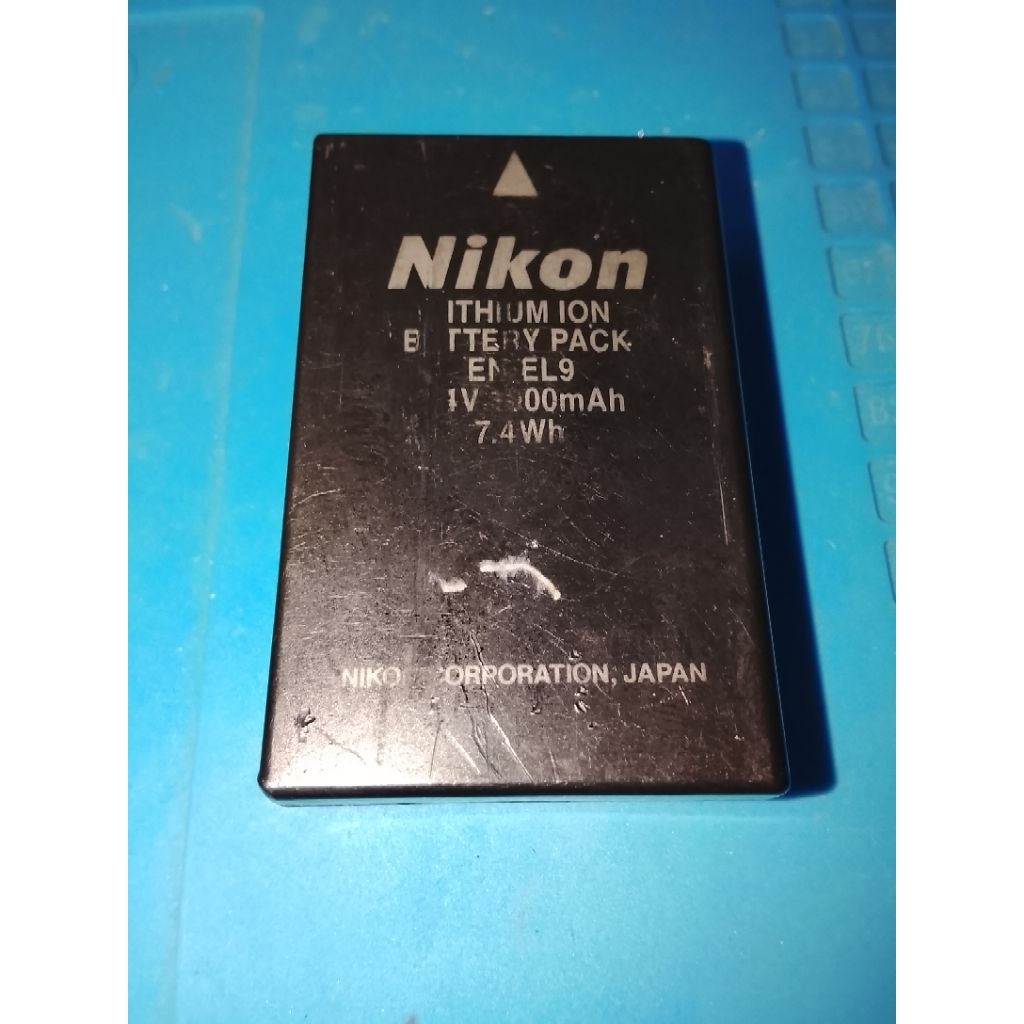 Nikon
ITHIUM ION
B TTERY PACK
EN EL9
4V 00mAh
7.4Wh
NIKO CORPORATION, JAPAN